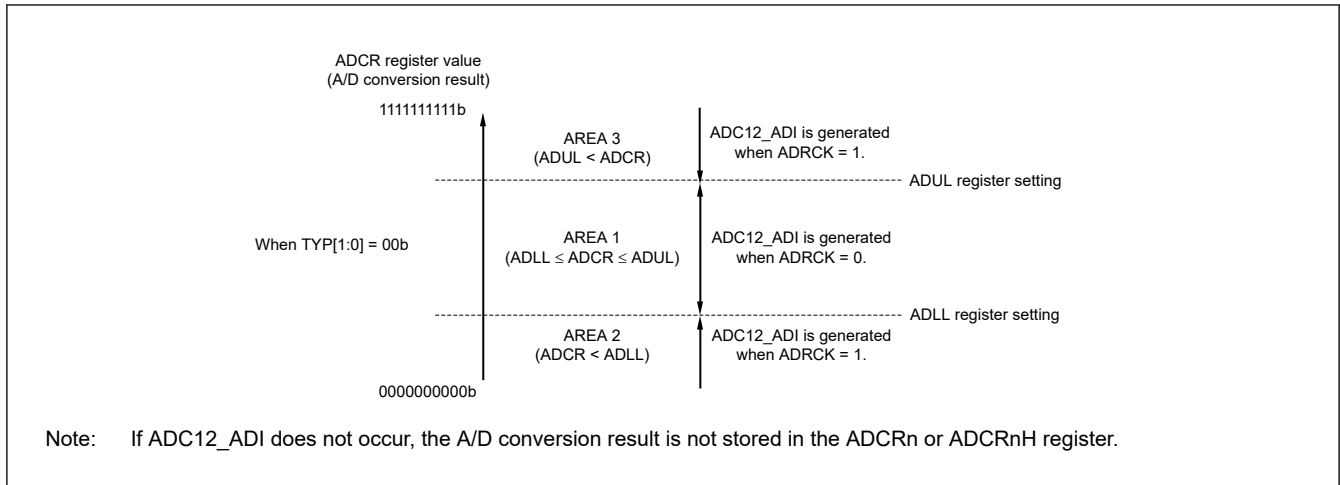 ADCR register value
(A/D conversion result)
1111111111b
AREA 3
(ADUL < ADCR)
ADC12_ADI is generated
when ADRCK = 1.
ADUL register setting
When TYP[1:0] = 00b
AREA 1
(ADLL ≤ ADCR ≤ ADUL)
ADC12_ADI is generated
when ADRCK = 0.
ADLL register setting
AREA 2
(ADCR < ADLL)
ADC12_ADI is generated
when ADRCK = 1.
0000000000b
Note: If ADC12_ADI does not occur, the A/D conversion result is not stored in the ADCRn or ADCRnH register.